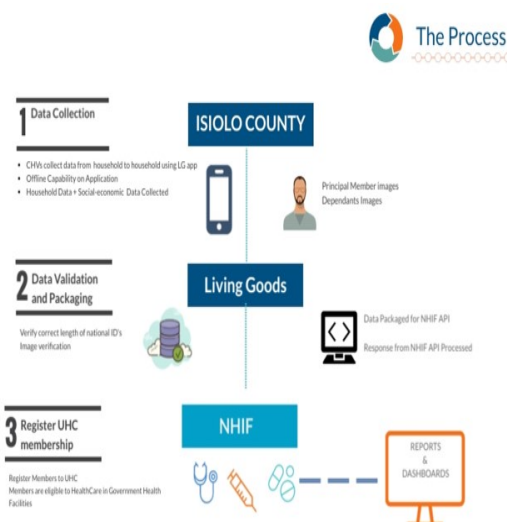 The Process
1 Data Collection
• CHVs collect data from household to household using LG app
• Offline Capability on Application
• Household Data + Social-economic Data Collected
ISIOLO COUNTY
Principal Member images
Dependants Images
2 Data Validation
and Packaging
Verify correct length of national ID's
Image verification
Living Goods
Data Packaged for NHIF API
Response from NHIF API Processed
3 Register UHC
membership
Register Members to UHC
Members are eligible to HealthCare in Government Health
Facilities
NHIF
REPORTS
&
DASHBOARDS